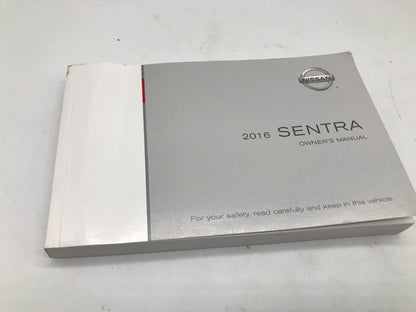 NISSAN
2016 SENTRA
OWNER'S MANUAL
For your safety, read carefully and keep in this vehicle.